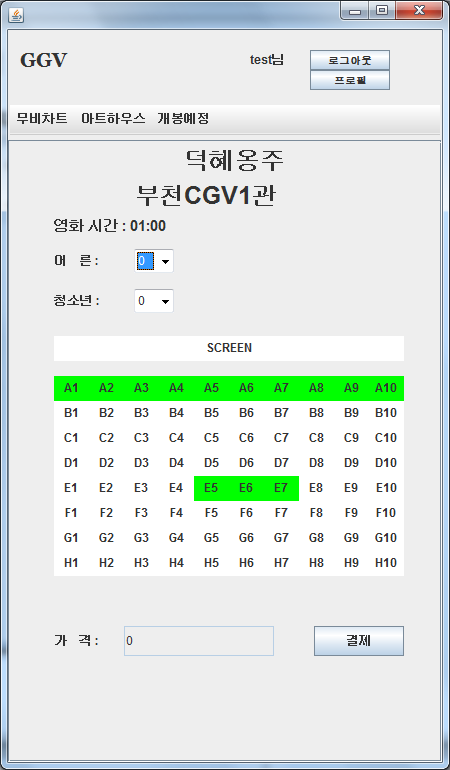 GGV
test님
로그아웃
프로필
무비차트 아트하우스 개봉예정
덕혜옹주
부천CGV1관
영화 시간 : 01:00
어 른 : 0
청소년 : 0
SCREEN
A1 A2 A3 A4 A5 A6 A7 A8 A9 A10
B1 B2 B3 B4 B5 B6 B7 B8 B9 B10
C1 C2 C3 C4 C5 C6 C7 C8 C9 C10
D1 D2 D3 D4 D5 D6 D7 D8 D9 D10
E1 E2 E3 E4 E5 E6 E7 E8 E9 E10
F1 F2 F3 F4 F5 F6 F7 F8 F9 F10
G1 G2 G3 G4 G5 G6 G7 G8 G9 G10
H1 H2 H3 H4 H5 H6 H7 H8 H9 H10
가 격 : 0 결제